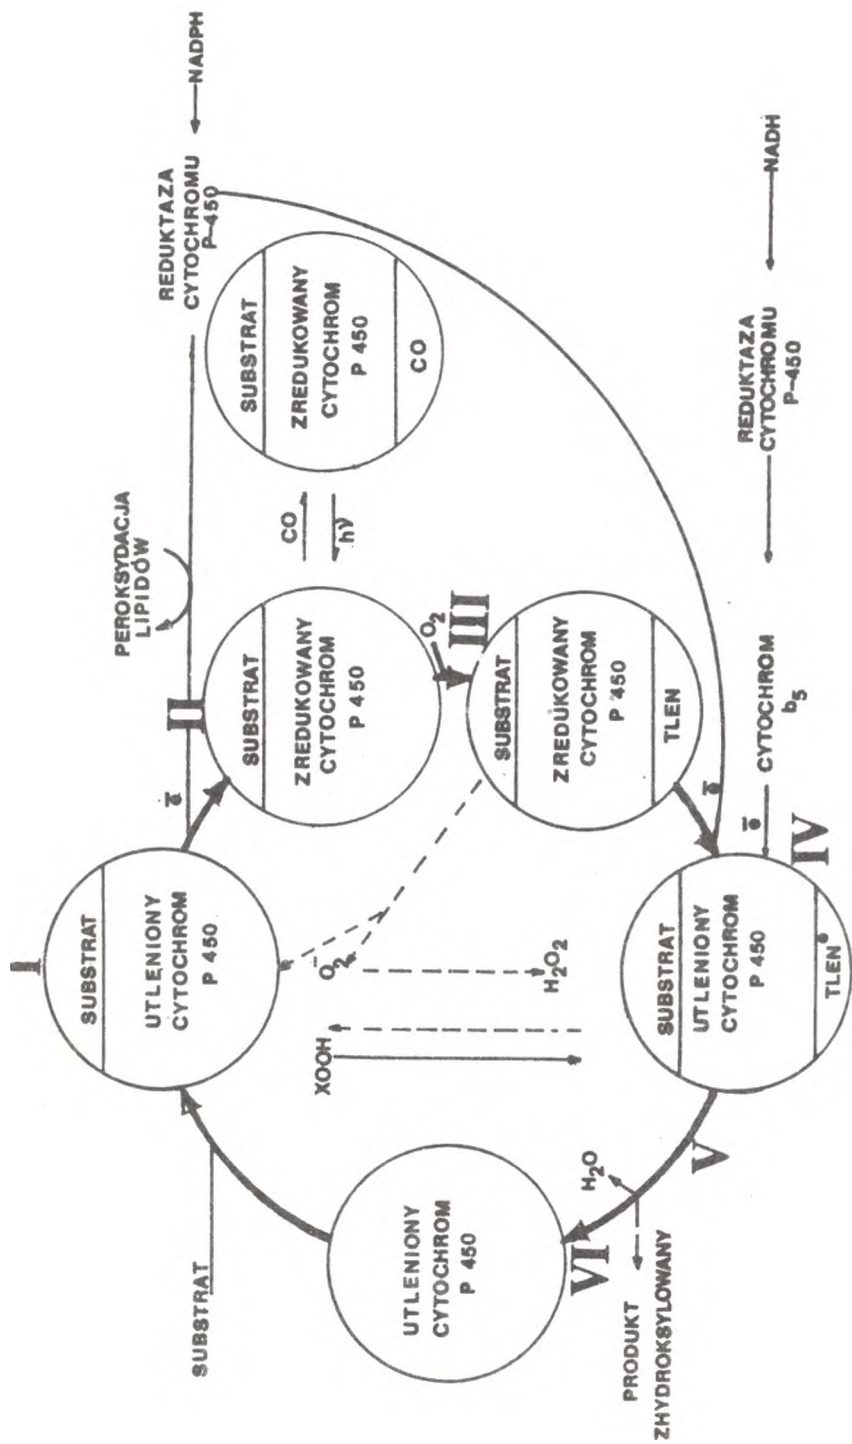 I
SUBSTRAT
UTLENIONY
CYTOCHROM
P 450
SUBSTRAT
e̅
II
SUBSTRAT
ZREDUKOWANY
CYTOCHROM
P 450
PEROKSYDACJA
LIPIDÓW
CO
hγ
SUBSTRAT
ZREDUKOWANY
CYTOCHROM
P 450
CO
REDUKTAZA
CYTOCHROMU
P-450
NADPH
O₂
III
SUBSTRAT
ZREDUKOWANY
CYTOCHROM
P 450
TLEN
e̅
O₂⁻
H₂O₂
XOOH
UTLENIONY
CYTOCHROM
P 450
VI
H₂O
PRODUKT
ZHYDROKSYLOWANY
V
SUBSTRAT
UTLENIONY
CYTOCHROM
P 450
TLEN•
IV
e̅
CYTOCHROM
b₅
REDUKTAZA
CYTOCHROMU
P-450
NADH